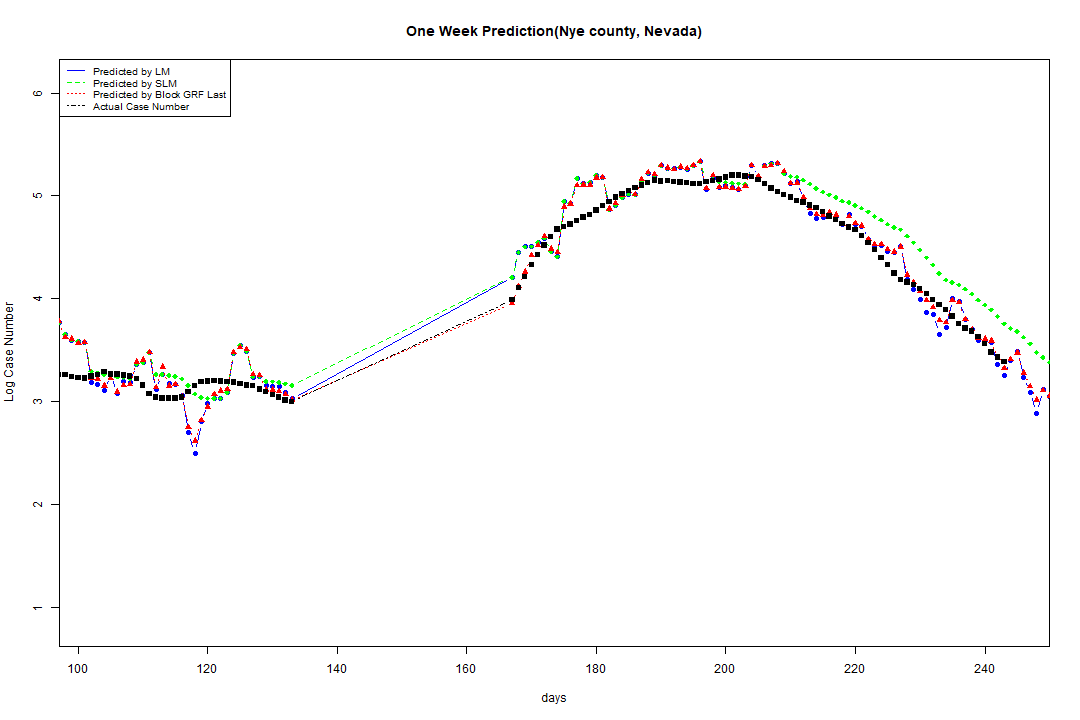 One Week Prediction(Nye county, Nevada)
Predicted by LM
Predicted by SLM
Predicted by Block GRF Last
Actual Case Number
6
5
4
3
2
1
Log Case Number
100 120 140 160 180 200 220 240
days